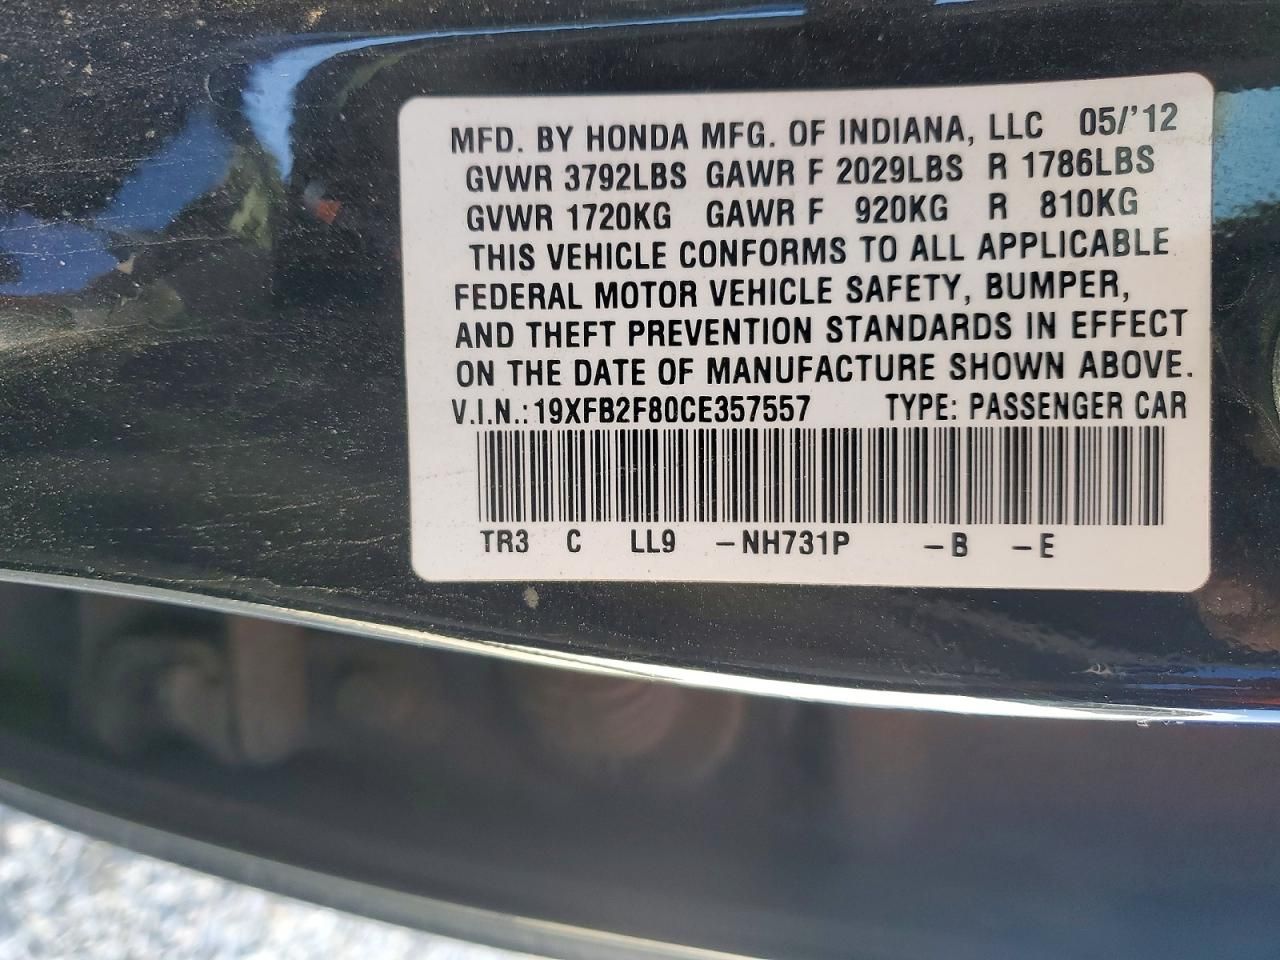 MFD. BY HONDA MFG. OF INDIANA, LLC 05/'12
GVWR 3792LBS GAWR F 2029LBS R 1786LBS
GVWR 1720KG GAWR F 920KG R 810KG
THIS VEHICLE CONFORMS TO ALL APPLICABLE
FEDERAL MOTOR VEHICLE SAFETY, BUMPER,
AND THEFT PREVENTION STANDARDS IN EFFECT
ON THE DATE OF MANUFACTURE SHOWN ABOVE.
V.I.N.: 19XFB2F80CE357557 TYPE: PASSENGER CAR
TR3 C LL9 -NH731P -B -E